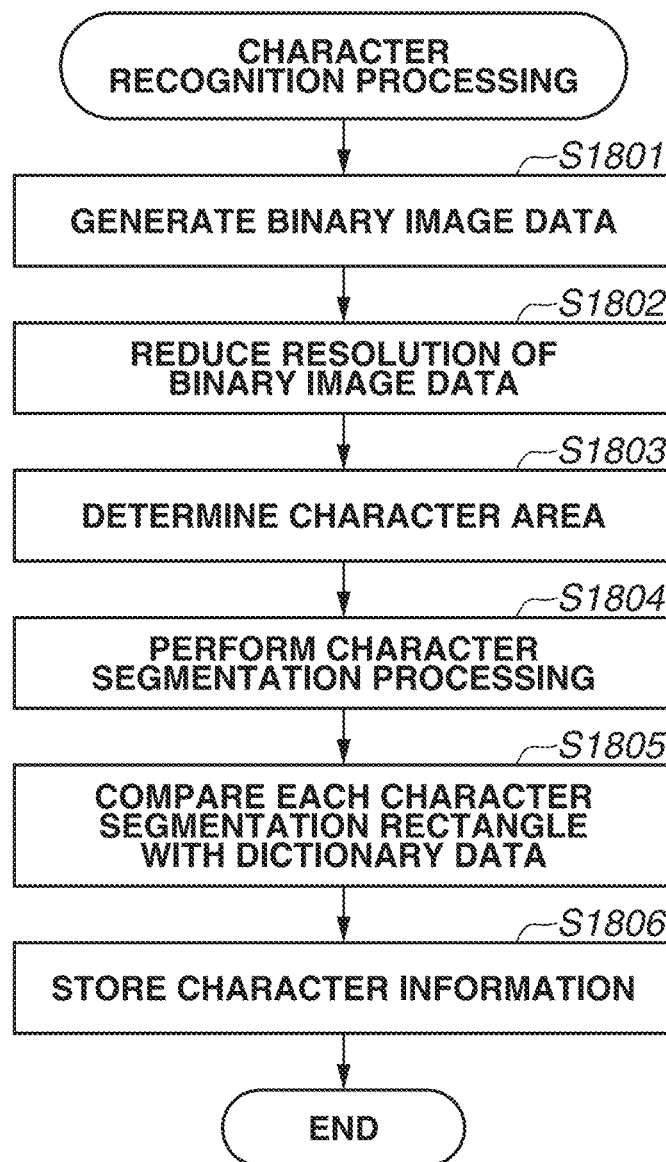 CHARACTER
RECOGNITION PROCESSING
S1801
GENERATE BINARY IMAGE DATA
S1802
REDUCE RESOLUTION OF
BINARY IMAGE DATA
S1803
DETERMINE CHARACTER AREA
S1804
PERFORM CHARACTER
SEGMENTATION PROCESSING
S1805
COMPARE EACH CHARACTER
SEGMENTATION RECTANGLE
WITH DICTIONARY DATA
S1806
STORE CHARACTER INFORMATION
END